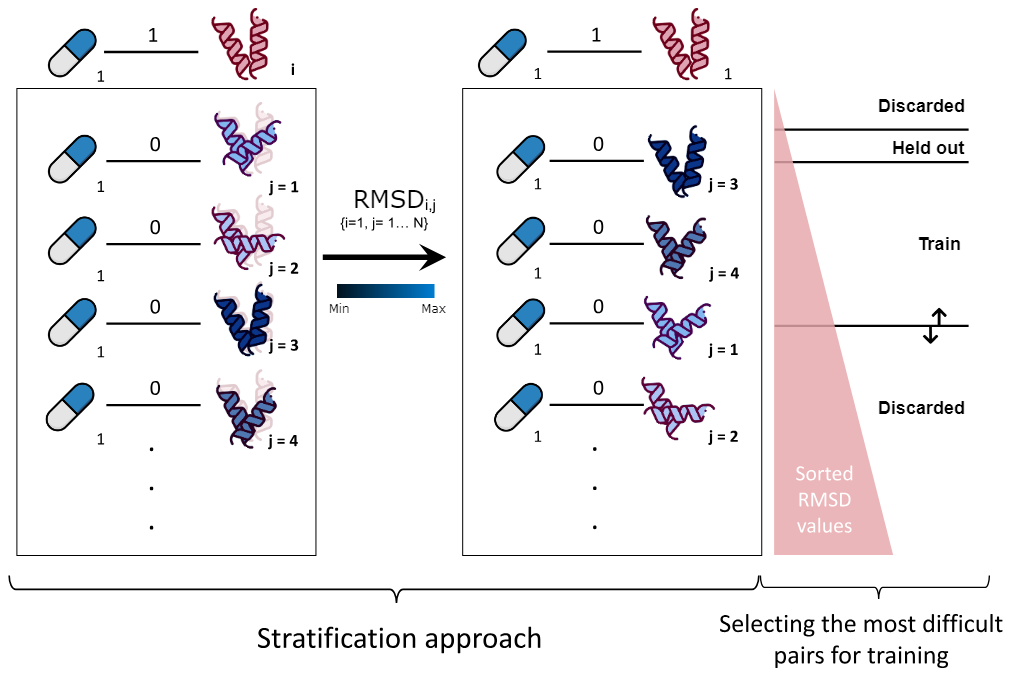 1
1
i
0
1
j = 1
0
1
j = 2
0
1
j = 3
0
1
j = 4
.
.
.
RMSDi,j
{i=1, j= 1... N}
Min Max
1
1
1
0
1
j = 3
0
1
j = 4
0
1
j = 1
0
1
j = 2
.
.
.
Discarded
Held out
Train
Discarded
Sorted
RMSD
values
Stratification approach
Selecting the most difficult
pairs for training